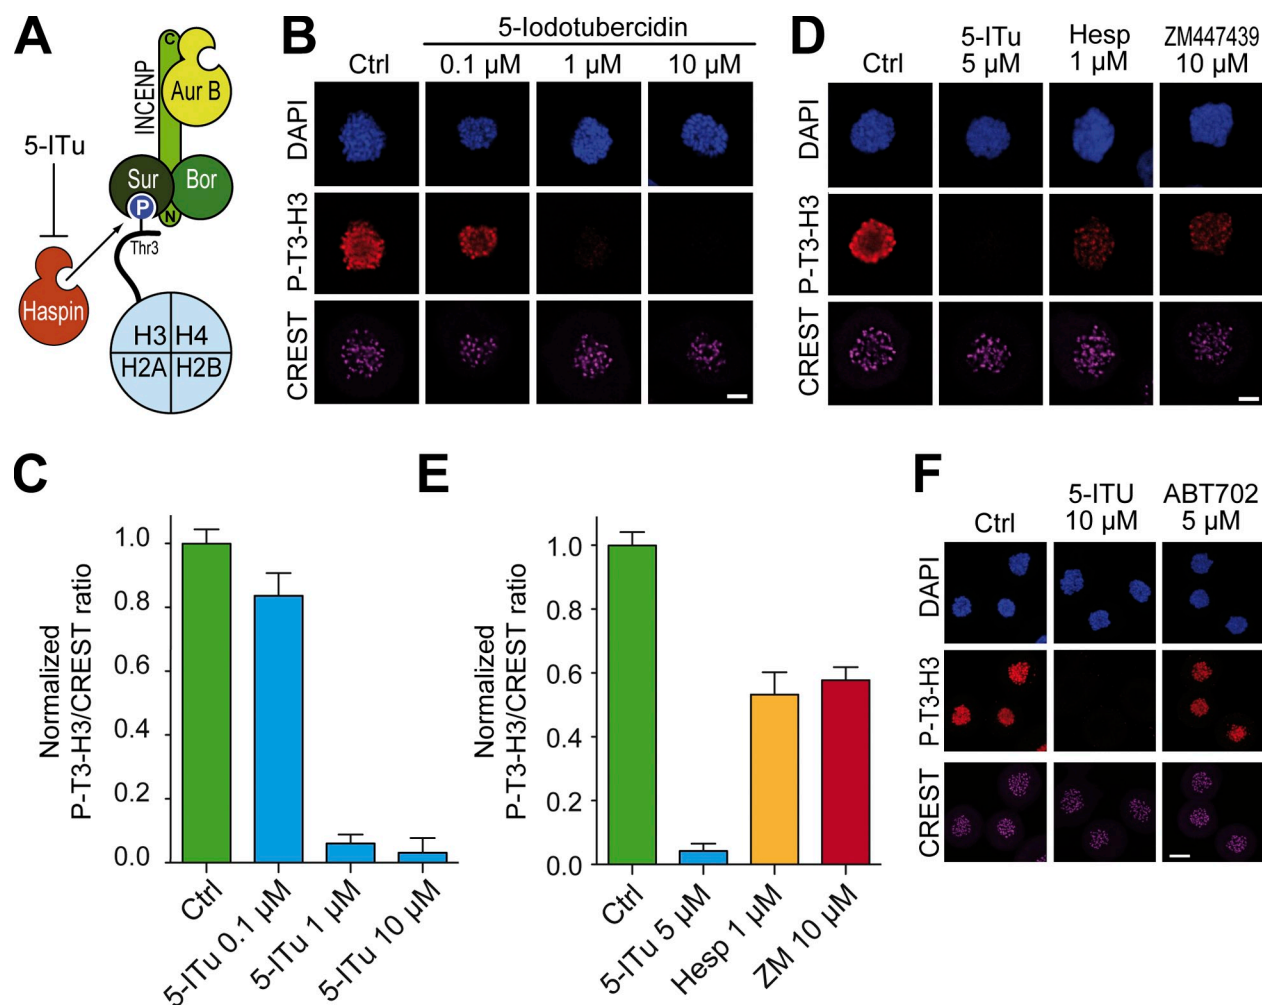 A
C
INCENP
Aur B
5-ITu
Sur
Bor
P
N
Thr3
Haspin
H3 H4
H2A H2B
B
5-Iodotubercidin
Ctrl 0.1 µM 1 µM 10 µM
DAPI
P-T3-H3
CREST
D
Ctrl
5-ITu
5 µM
Hesp
1 µM
ZM447439
10 µM
DAPI
P-T3-H3
CREST
C
Normalized
P-T3-H3/CREST ratio
1.0
0.8
0.6
0.4
0.2
0.0
Ctrl
5-ITu 0.1 µM
5-ITu 1 µM
5-ITu 10 µM
E
Normalized
P-T3-H3/CREST ratio
1.0
0.8
0.6
0.4
0.2
0.0
Ctrl
5-ITu 5 µM
Hesp 1 µM
ZM 10 µM
F
Ctrl
5-ITU
10 µM
ABT702
5 µM
DAPI
P-T3-H3
CREST